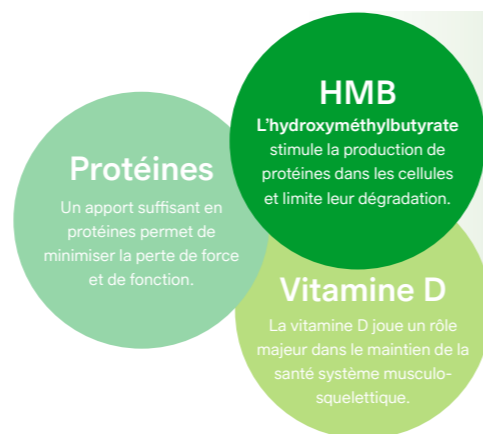 HMB
L'hydroxyméthylbutyrate
stimule la production de
protéines dans les cellules
et limite leur dégradation.
Protéines
Un apport suffisant en
protéines permet de
minimiser la perte de force
et de fonction.
Vitamine D
La vitamine D joue un rôle
majeur dans le maintien de la
santé système musculo-
squelettique.